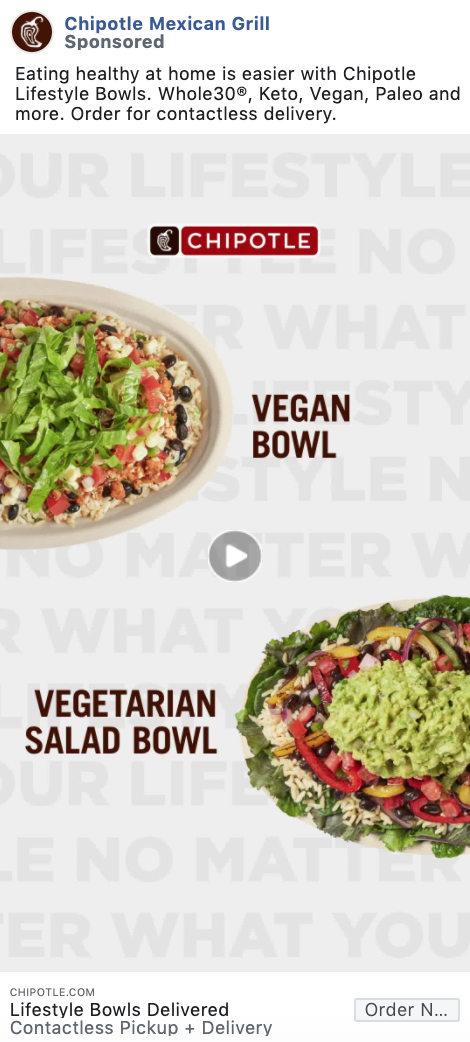 Chipotle Mexican Grill
Sponsored
Eating healthy at home is easier with Chipotle
Lifestyle Bowls. Whole30®, Keto, Vegan, Paleo and
more. Order for contactless delivery.
OUR LIFESTYLE
LIFESTYLE NO
CHIPOTLE
ER WHAT
LIFESTY
VEGAN
BOWL
STYLE N
NO MATTER W
R WHAT YO
LI
VEGETARIAN
SALAD BOWL
OUR LIFE
LE NO MATTER
TER WHAT YOU
CHIPOTLE.COM
Lifestyle Bowls Delivered
Contactless Pickup + Delivery
Order N...